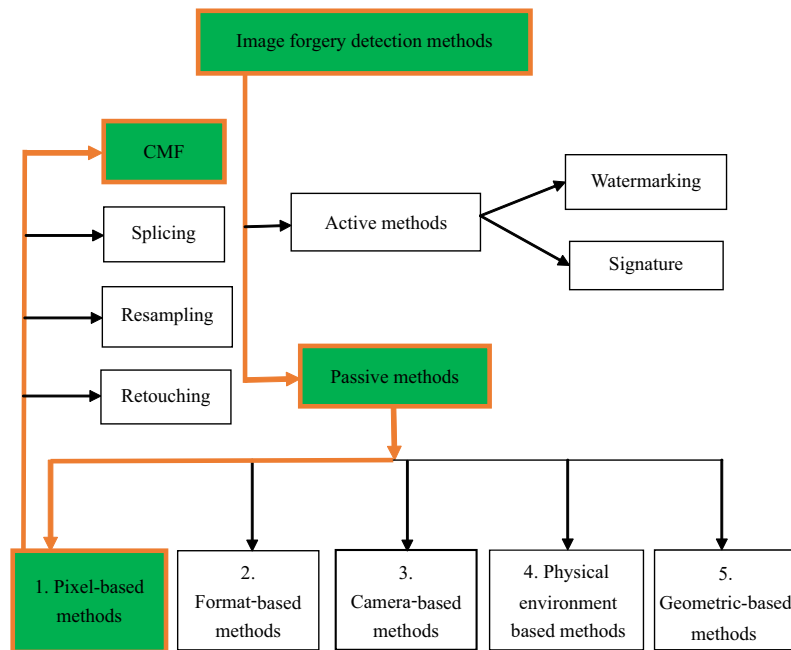 Image forgery detection methods
CMF
Splicing
Resampling
Retouching
Active methods
Watermarking
Signature
Passive methods
1. Pixel-based
methods
2.
Format-based
methods
3.
Camera-based
methods
4. Physical
environment
based methods
5.
Geometric-based
methods